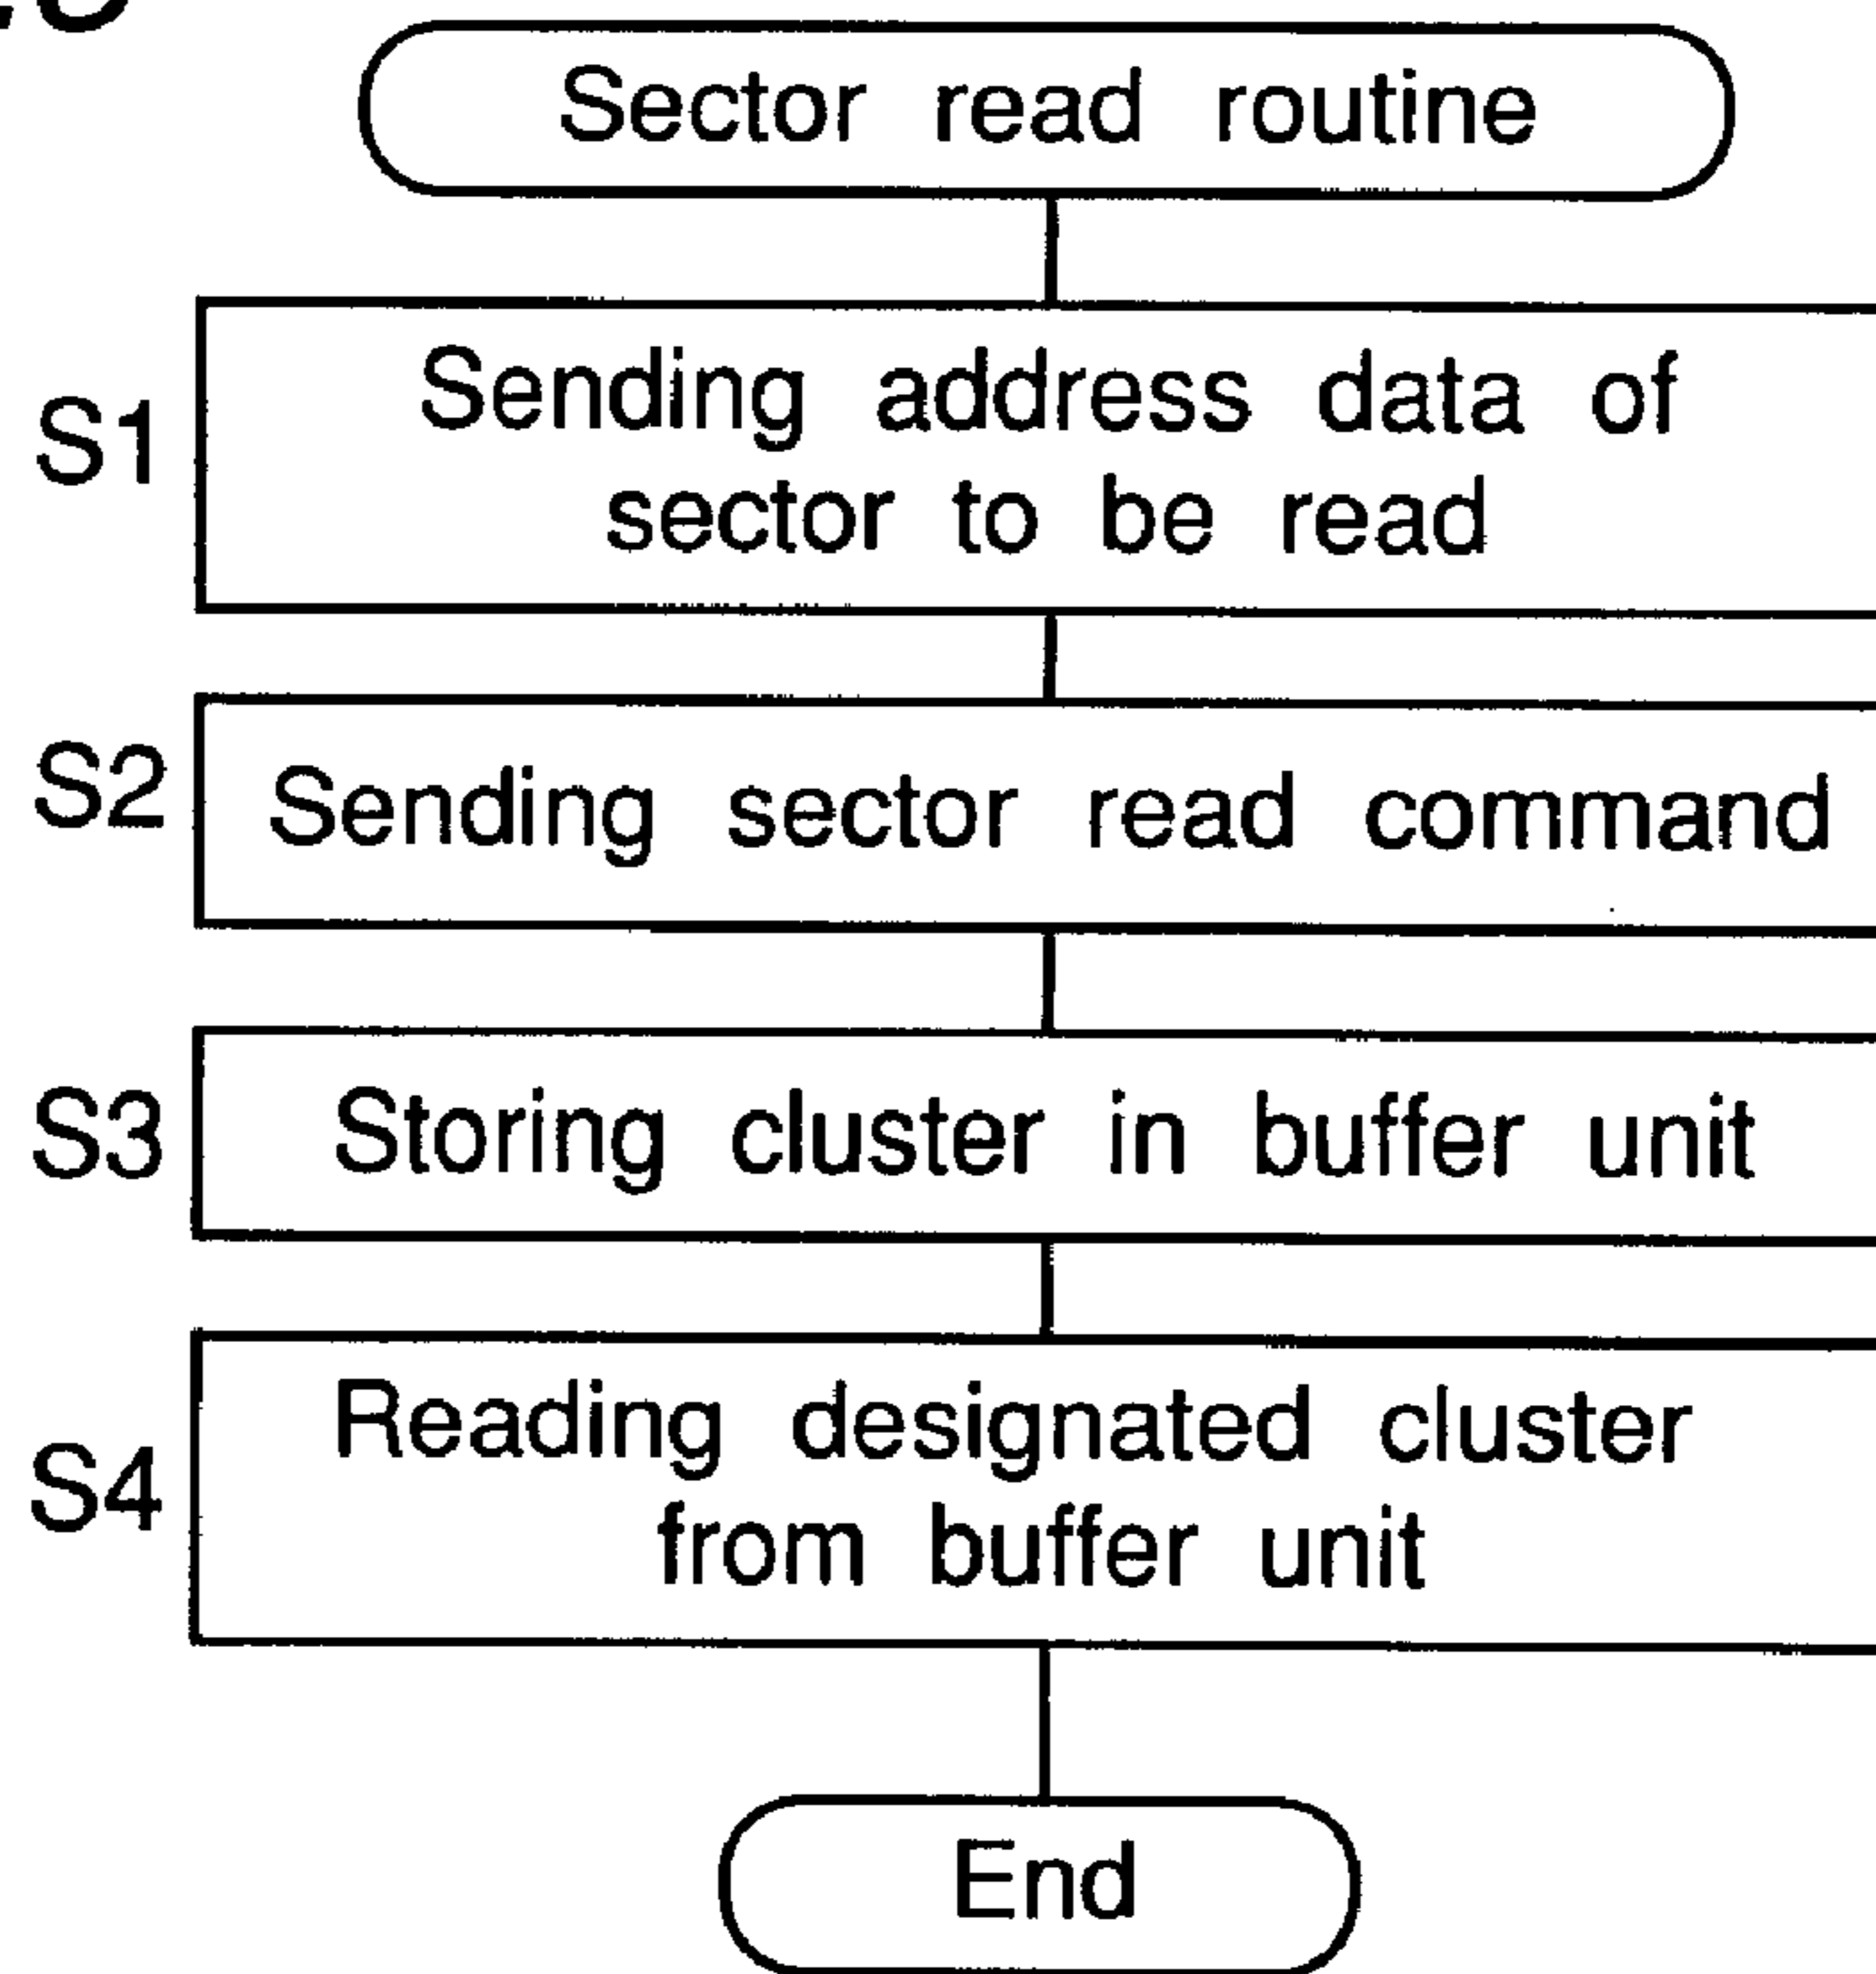 Sector read routine
S1
Sending address data of
sector to be read
S2
Sending sector read command
S3
Storing cluster in buffer unit
S4
Reading designated cluster
from buffer unit
End